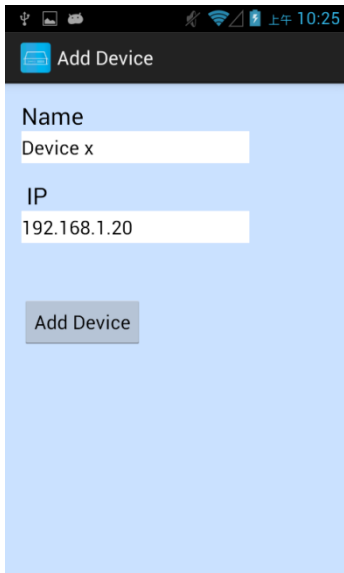 上午 10:25
Add Device
Name
Device x
IP
192.168.1.20
Add Device